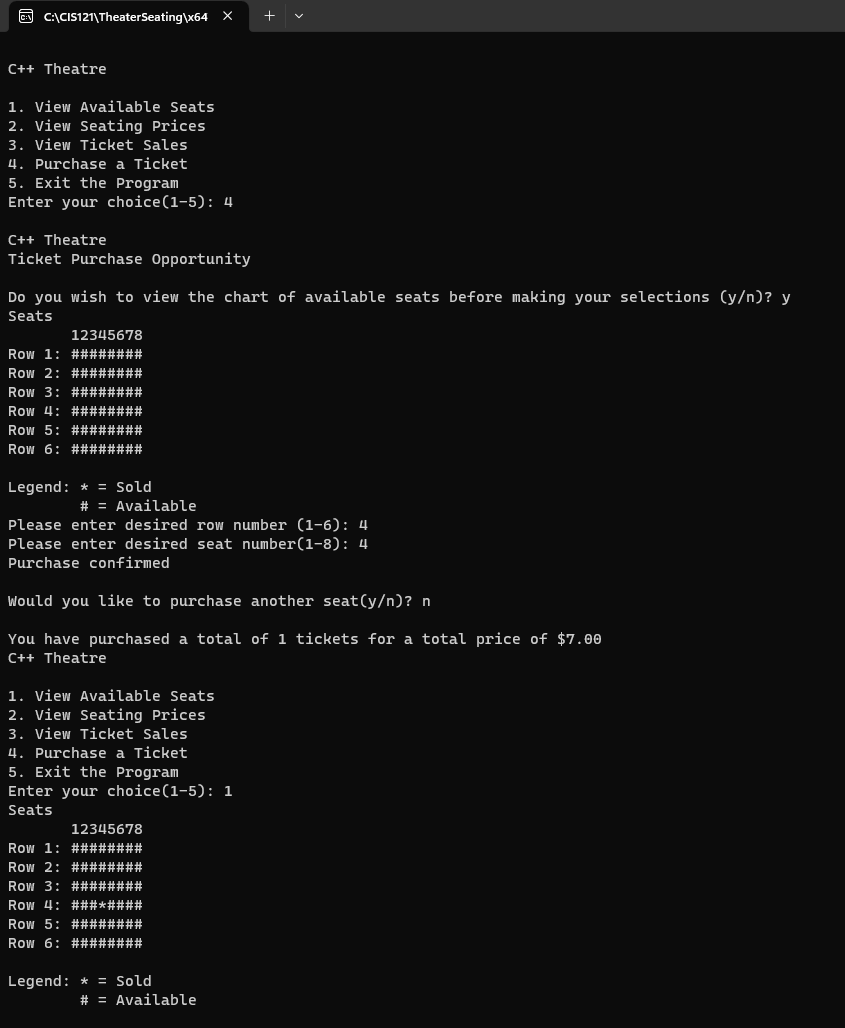 C:\CIS121\TheaterSeating\x64
C++ Theatre
1. View Available Seats
2. View Seating Prices
3. View Ticket Sales
4. Purchase a Ticket
5. Exit the Program
Enter your choice(1-5): 4
C++ Theatre
Ticket Purchase Opportunity
Do you wish to view the chart of available seats before making your selections (y/n)? y
Seats
       12345678
Row 1: ########
Row 2: ########
Row 3: ########
Row 4: ########
Row 5: ########
Row 6: ########
Legend: * = Sold
        # = Available
Please enter desired row number (1-6): 4
Please enter desired seat number(1-8): 4
Purchase confirmed
Would you like to purchase another seat(y/n)? n
You have purchased a total of 1 tickets for a total price of $7.00
C++ Theatre
1. View Available Seats
2. View Seating Prices
3. View Ticket Sales
4. Purchase a Ticket
5. Exit the Program
Enter your choice(1-5): 1
Seats
       12345678
Row 1: ########
Row 2: ########
Row 3: ########
Row 4: ###*####
Row 5: ########
Row 6: ########
Legend: * = Sold
        # = Available